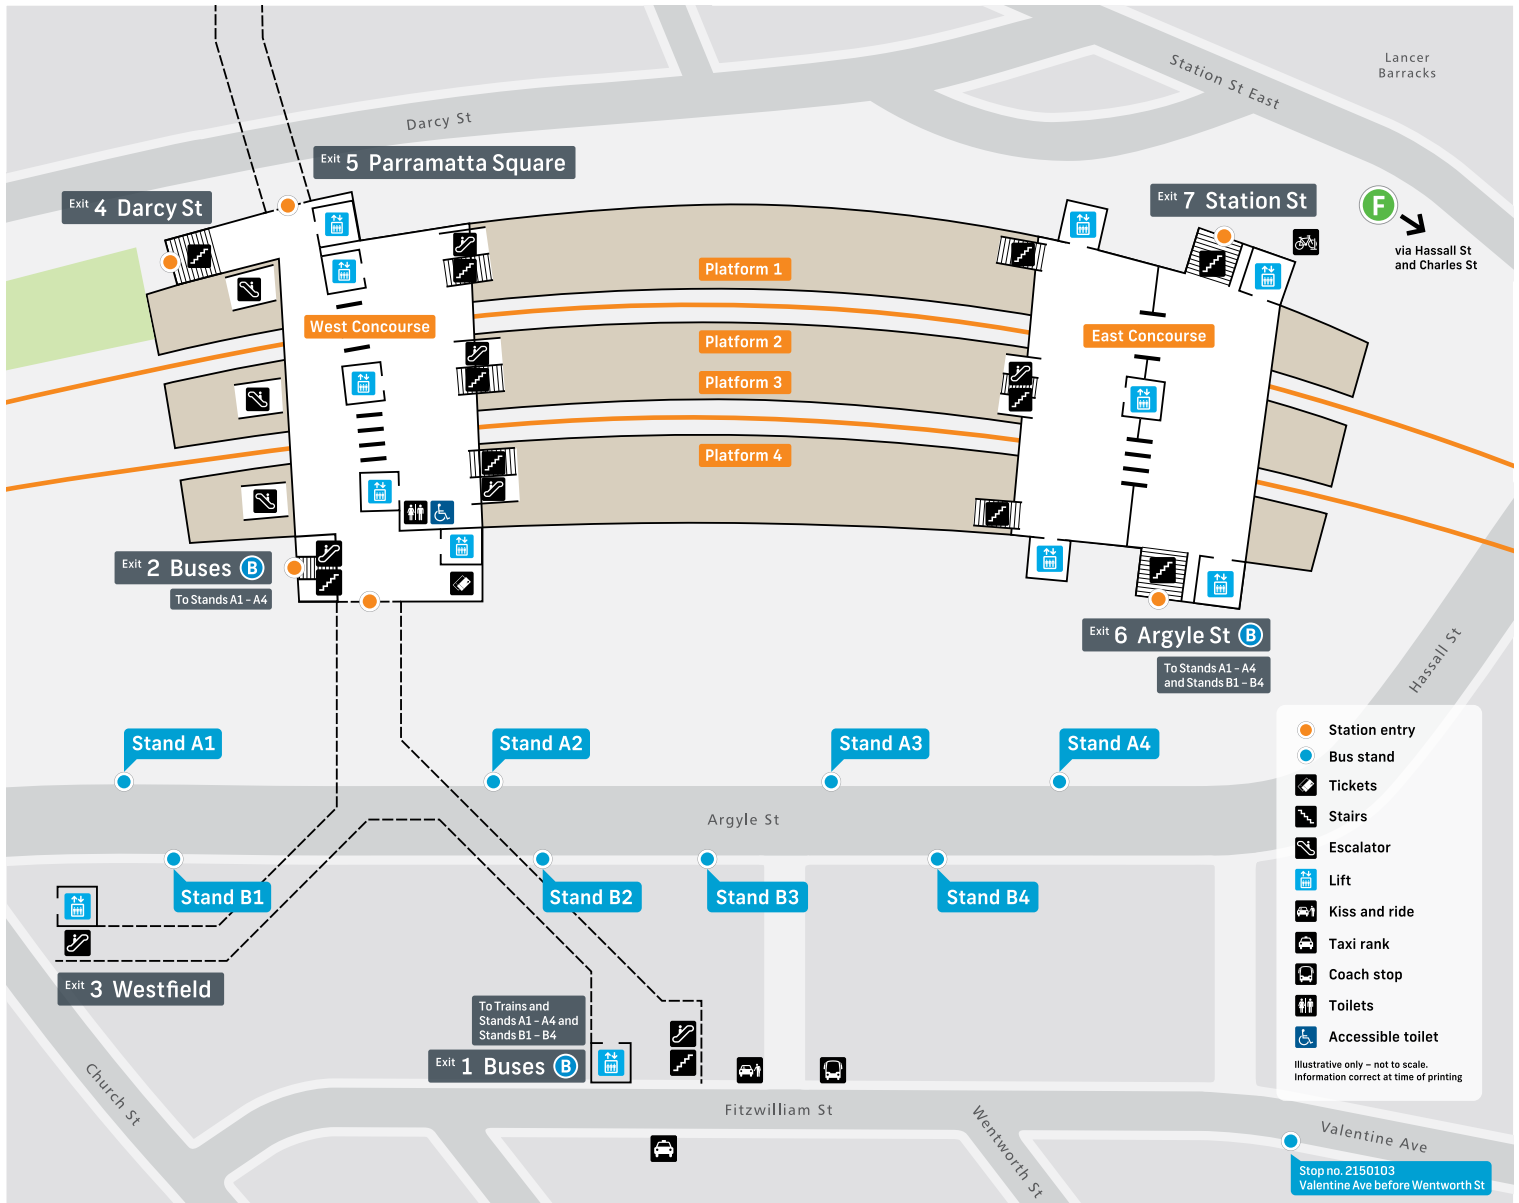 Lancer
Barracks
Station St East
Darcy St
Exit 5 Parramatta Square
Exit 4 Darcy St
Exit 7 Station St
F
via Hassall St
and Charles St
Platform 1
West Concourse
Platform 2
East Concourse
Platform 3
Platform 4
Exit 2 Buses B
To Stands A1 - A4
Exit 6 Argyle St B
To Stands A1 - A4
and Stands B1 - B4
Hassall St
Stand A1
Stand A2
Stand A3
Stand A4
Argyle St
Stand B1
Stand B2
Stand B3
Stand B4
Exit 3 Westfield
To Trains and
Stands A1 - A4 and
Stands B1 - B4
Exit 1 Buses B
Church St
Fitzwilliam St
Wentworth St
Valentine Ave
Stop no. 2150103
Valentine Ave before Wentworth St
Station entry
Bus stand
Tickets
Stairs
Escalator
Lift
Kiss and ride
Taxi rank
Coach stop
Toilets
Accessible toilet
Illustrative only – not to scale.
Information correct at time of printing